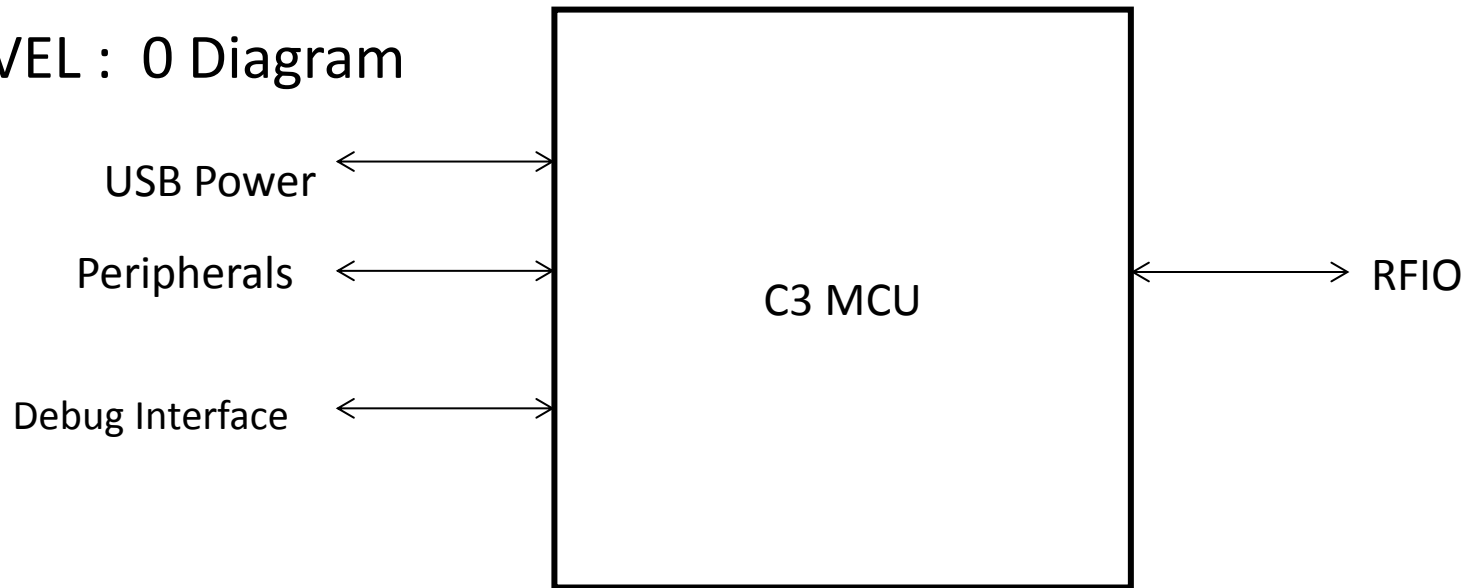 VEL : 0 Diagram
USB Power
Peripherals
C3 MCU
RFIO
Debug Interface